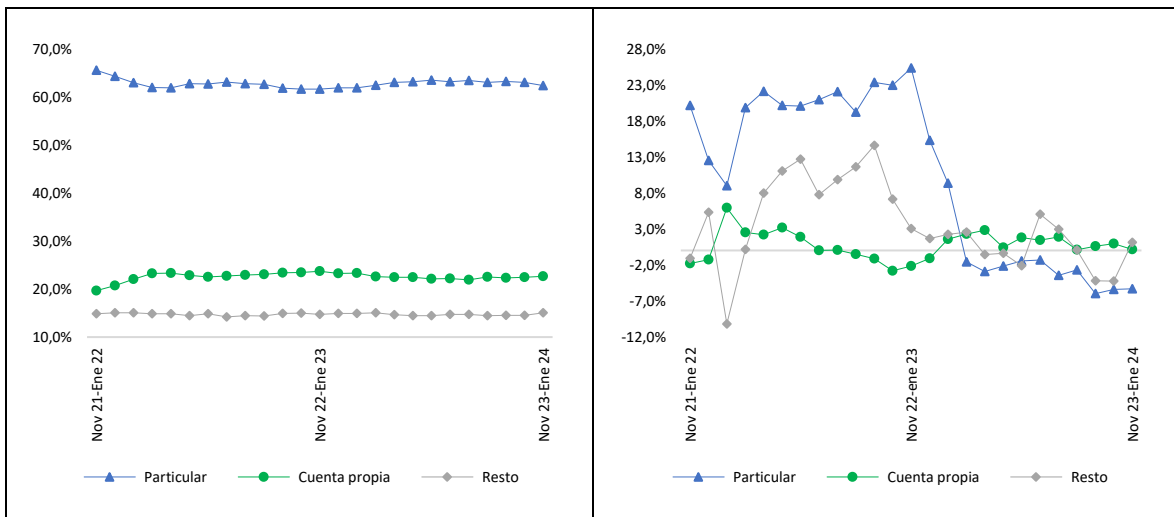 70,0%
60,0%
50,0%
40,0%
30,0%
20,0%
10,0%
Nov 21-Ene 22
Nov 22-Ene 23
Nov 23-Ene 24
Particular
Cuenta propia
Resto
28,0%
23,0%
18,0%
13,0%
8,0%
3,0%
-2,0%
-7,0%
-12,0%
Nov 21-Ene 22
Nov 22-ene 23
Nov 23-Ene 24
Particular
Cuenta propia
Resto